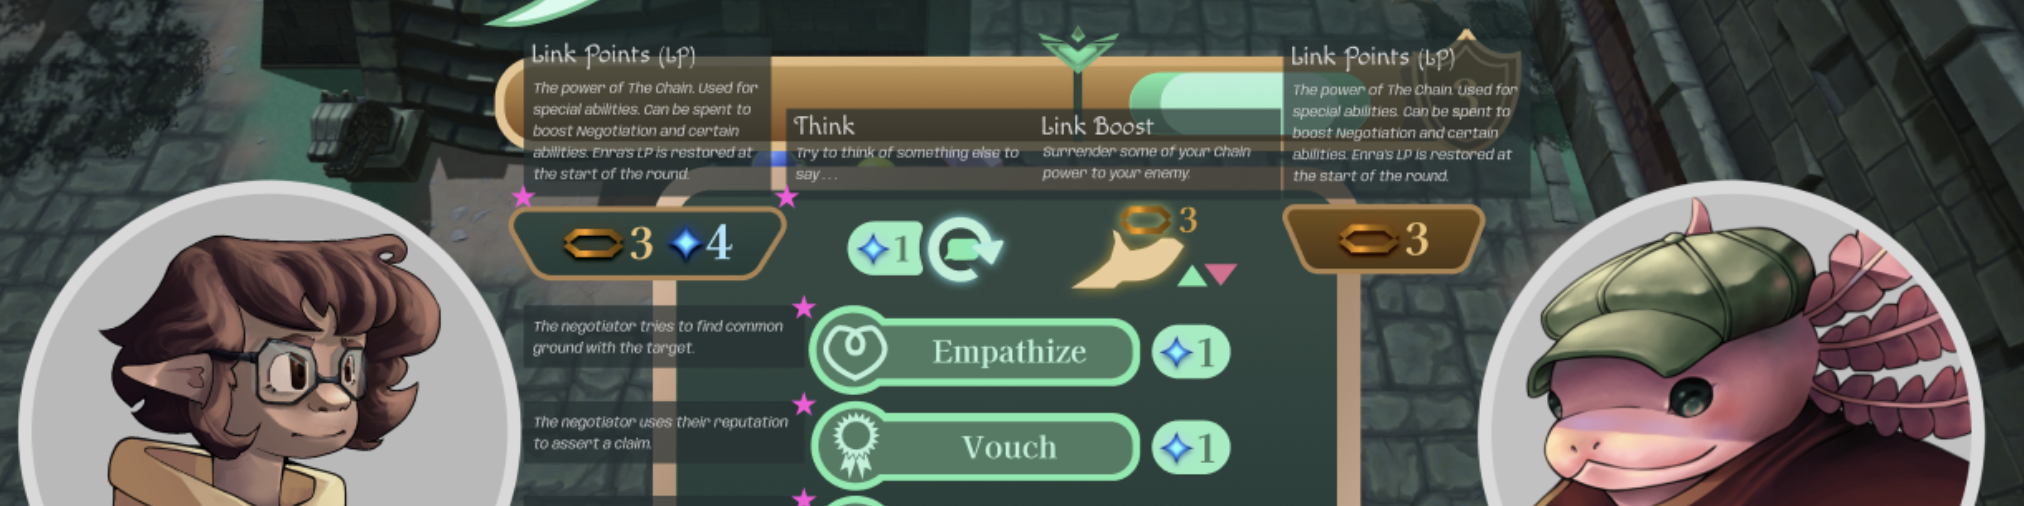 Link Points (LP)
The power of The Chain. Used for
special abilities. Can be spent to
boost Negotiation and certain
abilities. Enra's LP is restored at
the start of the round.
Think
Try to think of something else to
say...
Link Boost
Surrender some of your Chain
power to your enemy.
Link Points (LP)
The power of The Chain. Used for
special abilities. Can be spent to
boost Negotiation and certain
abilities. Enra's LP is restored at
the start of the round.
3 4
1
3
3
The negotiator tries to find common
ground with the target.
Empathize 1
The negotiator uses their reputation
to assert a claim.
Vouch 1